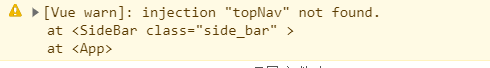 [Vue warn]: injection "topNav" not found.
at <SideBar class="side_bar" >
at <App>